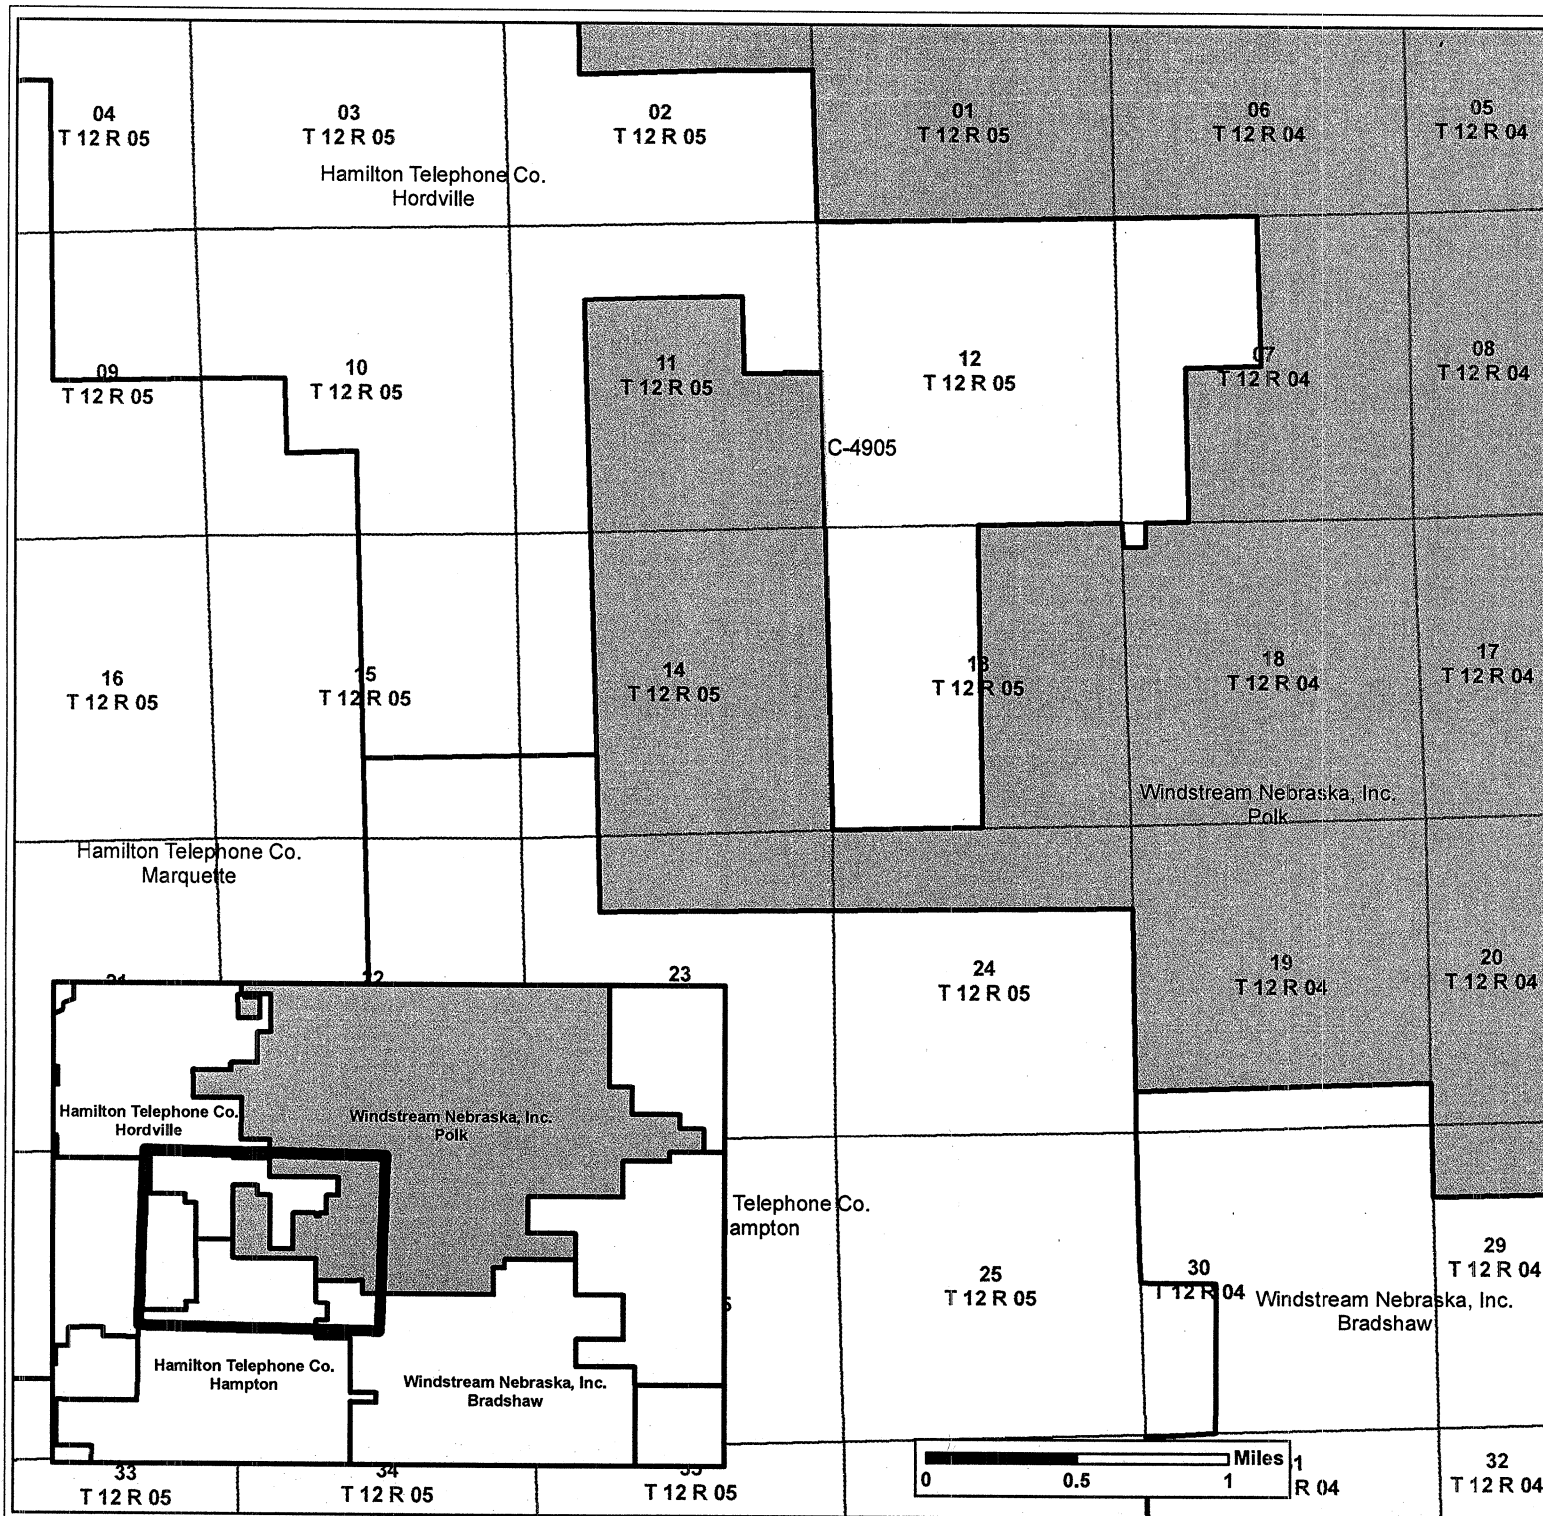 04
T 12 R 05
03
T 12 R 05
02
T 12 R 05
01
T 12 R 05
06
T 12 R 04
05
T 12 R 04
Hamilton Telephone Co.
Hordville
09
T 12 R 05
10
T 12 R 05
11
T 12 R 05
12
T 12 R 05
07
T 12 R 04
08
T 12 R 04
C-4905
16
T 12 R 05
15
T 12 R 05
14
T 12 R 05
13
T 12 R 05
18
T 12 R 04
17
T 12 R 04
Windstream Nebraska, Inc.
Polk
Hamilton Telephone Co.
Marquette
22
23
24
T 12 R 05
19
T 12 R 04
20
T 12 R 04
Hamilton Telephone Co.
Hordville
Windstream Nebraska, Inc.
Polk
Telephone Co.
ampton
25
T 12 R 05
30
T 12 R 04
29
T 12 R 04
Windstream Nebraska, Inc.
Bradshaw
Hamilton Telephone Co.
Hampton
Windstream Nebraska, Inc.
Bradshaw
Miles
0 0.5 1
33
T 12 R 05
34
T 12 R 05
T 12 R 05
1
R 04
32
T 12 R 04